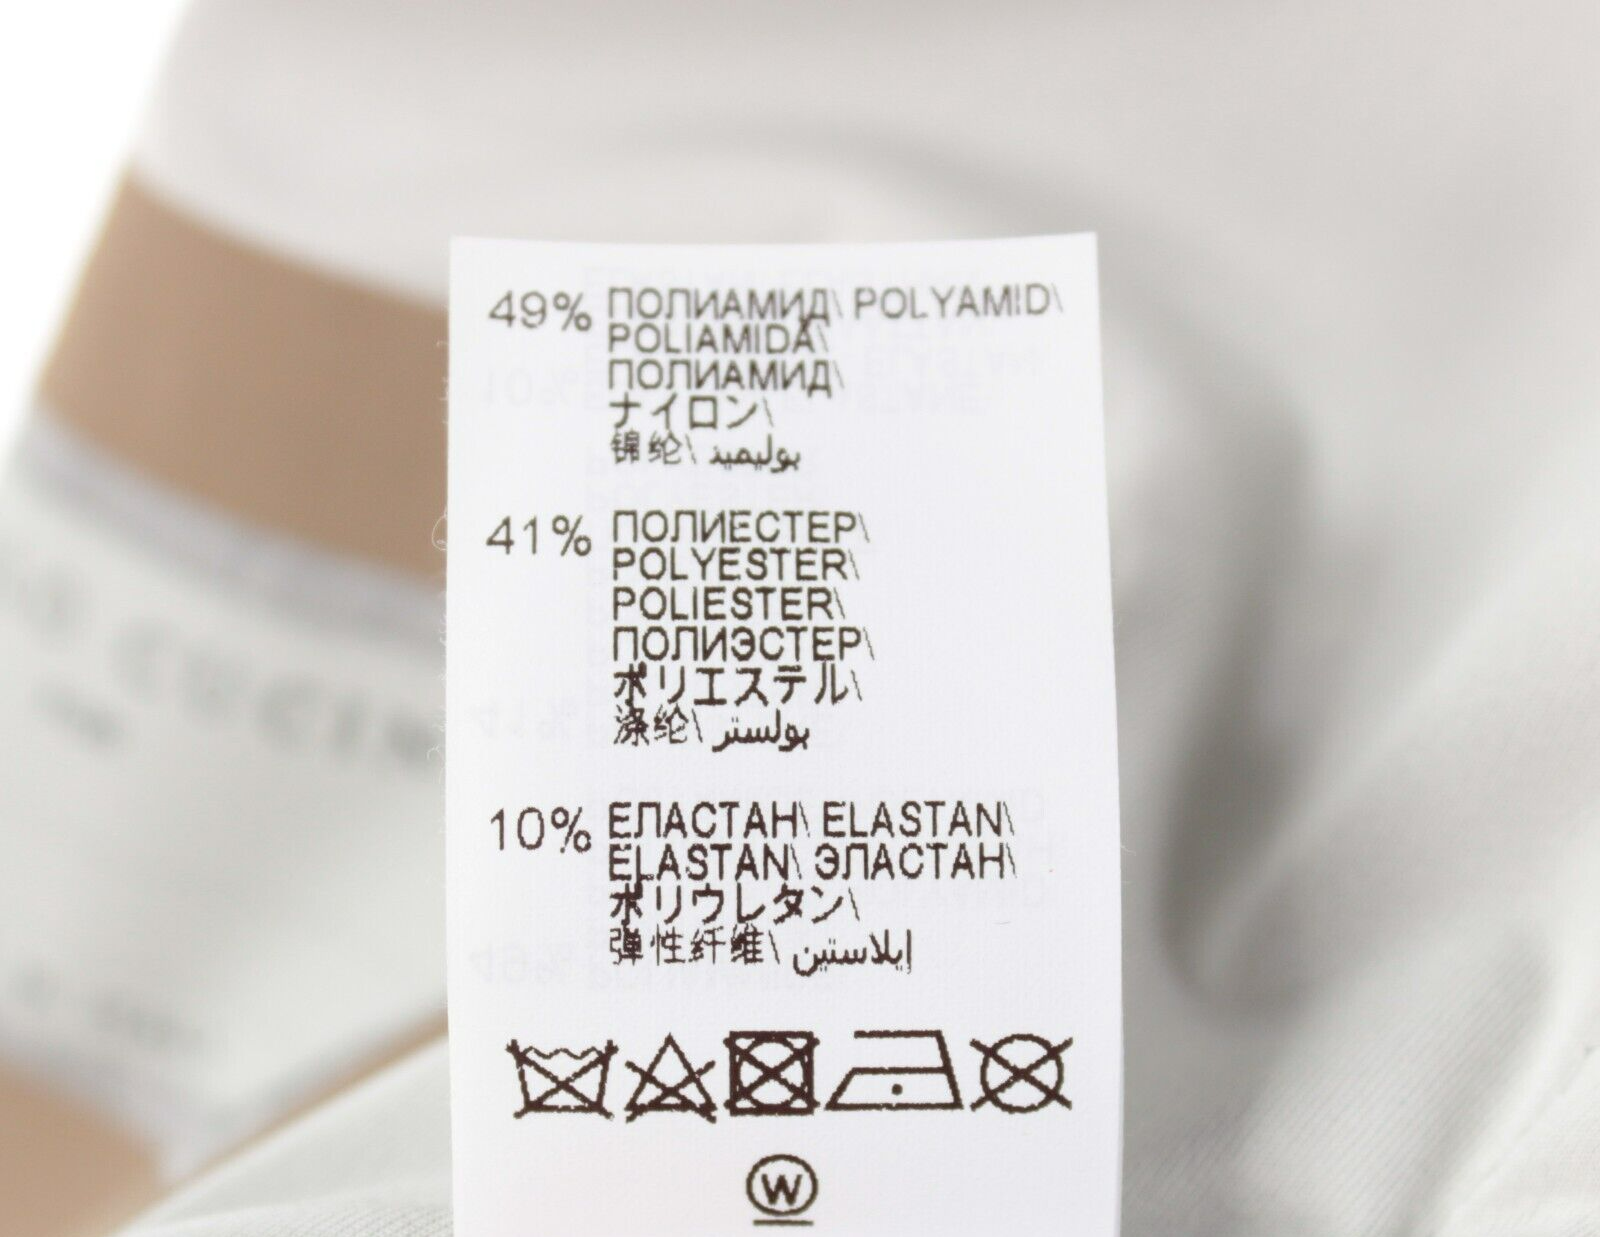 49% ПОЛИАМИД\ POLYAMID\
POLIAMIDA\
ПОЛИАМИД\
ナイロン\
锦纶\ بوليميد
41% ПОЛИЕСТЕР\
POLYESTER\
POLIESTER\
ПОЛИЭСТЕР\
ポリエステル\
涤纶\ بولستر
10% ЕЛАСТАН\ ELASTAN\
ELASTAN\ ЭЛАСТАН\
ポリウレタン\
弹性纤维\ إيلاستين
W